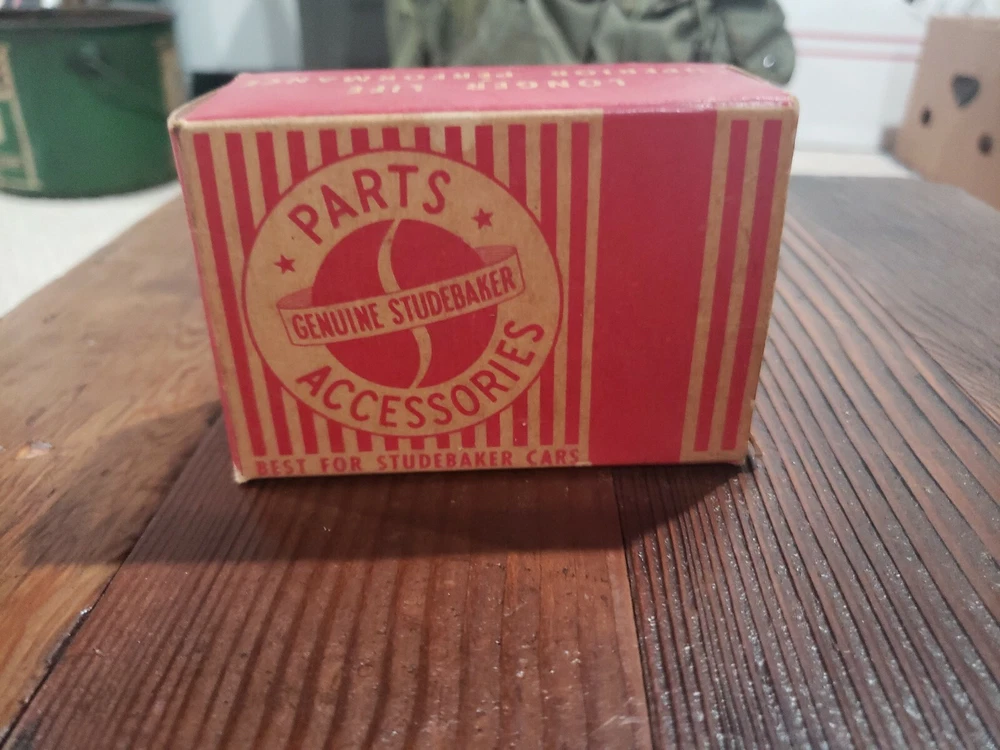 LONGER LIFE
SUPERIOR PERFORMANCE
PARTS
GENUINE STUDEBAKER
ACCESSORIES
BEST FOR STUDEBAKER CARS